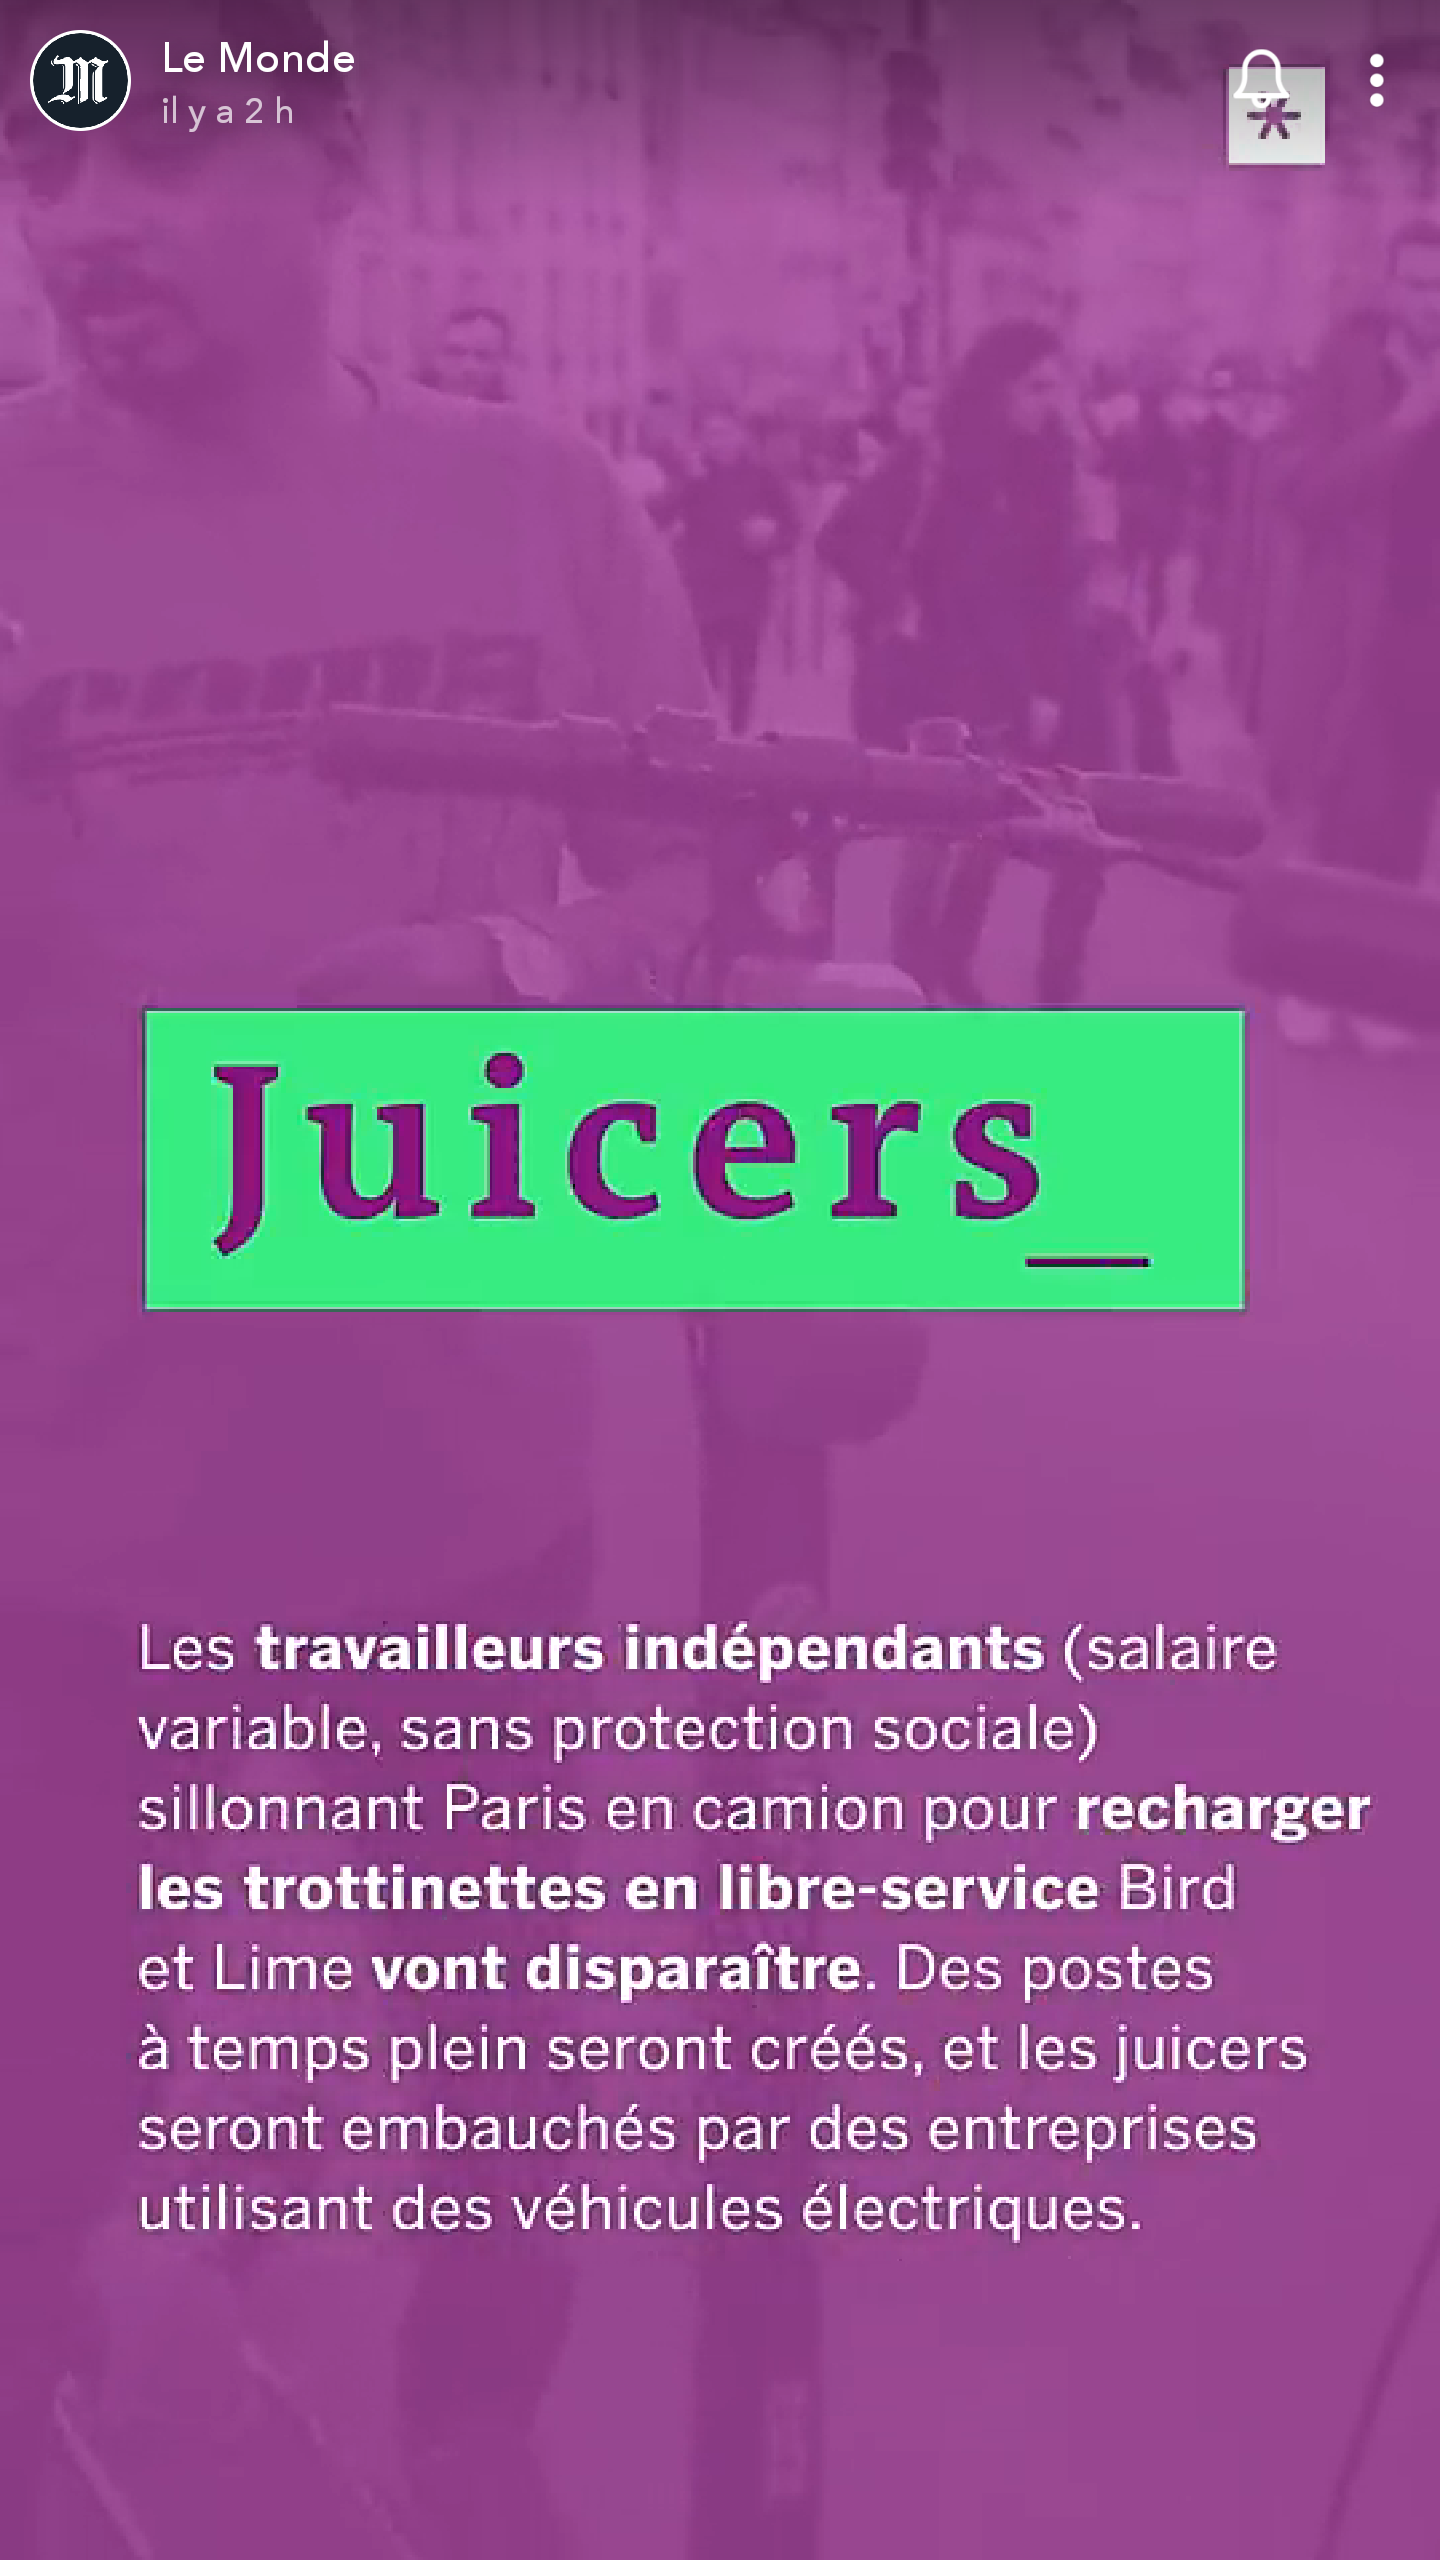 Le Monde
il y a 2 h
Juicers_
Les travailleurs indépendants (salaire
variable, sans protection sociale)
sillonnant Paris en camion pour recharger
les trottinettes en libre-service Bird
et Lime vont disparaître. Des postes
à temps plein seront créés, et les juicers
seront embauchés par des entreprises
utilisant des véhicules électriques.